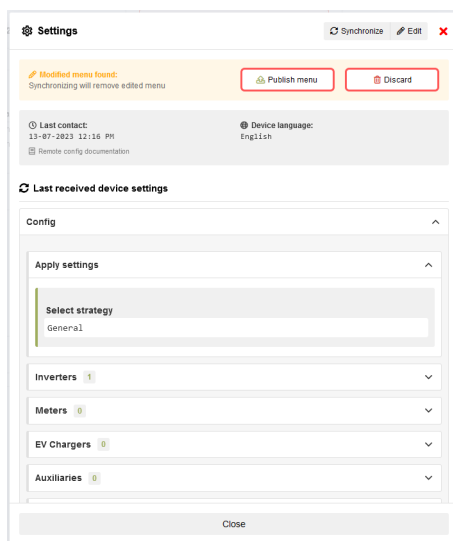 Settings
Synchronize
Edit
Modified menu found:
Synchronizing will remove edited menu
Publish menu
Discard
Last contact:
13-07-2023 12:16 PM
Device language:
English
Remote config documentation
Last received device settings
Config
Apply settings
Select strategy
General
Inverters 1
Meters 0
EV Chargers 0
Auxiliaries 0
Close